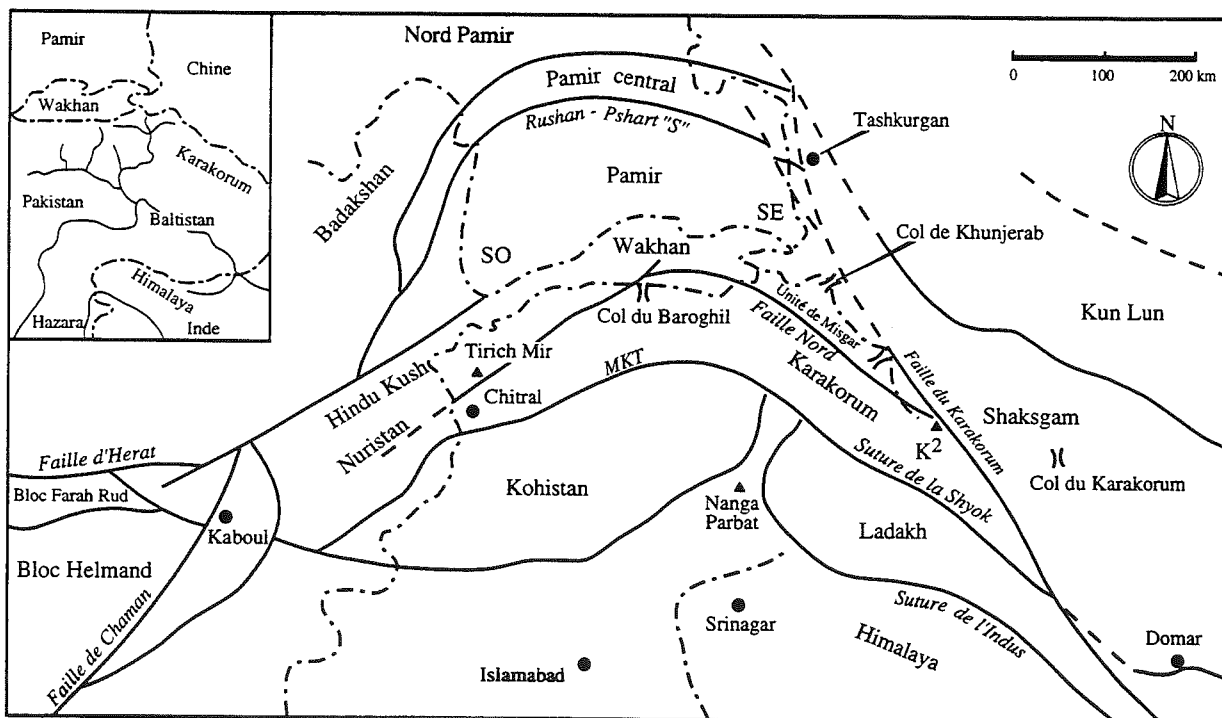 Pamir
Chine
Wakhan
Karakorum
Pakistan
Baltistan
Himalaya
Hazara
Inde
Nord Pamir
Pamir central
Rushan - Pshart "S"
0 100 200 km
N
Tashkurgan
Badakshan
Pamir
SE
SO
Wakhan
Col de Khunjerab
Unité de Misgar
Col du Baroghil
Faille Nord
Karakorum
Kun Lun
Tirich Mir
MKT
Hindu Kush
Chitral
Nuristan
Faille du Karakorum
Shaksgam
K2
Col du Karakorum
Faille d'Herat
Bloc Farah Rud
Kohistan
Nanga
Parbat
Suture de la Shyok
Kaboul
Ladakh
Bloc Helmand
Faille de Chaman
Srinagar
Suture de l'Indus
Himalaya
Domar
Islamabad